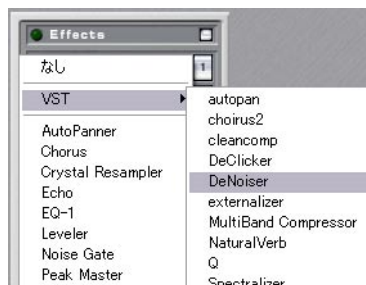 Effects
なし
1
VST
AutoPanner
Chorus
Crystal Resampler
Echo
EQ-1
Leveler
Noise Gate
Peak Master
autopan
choirus2
cleancomp
DeClicker
DeNoiser
externalizer
MultiBand Compressor
NaturalVerb
Q
Spectralizer